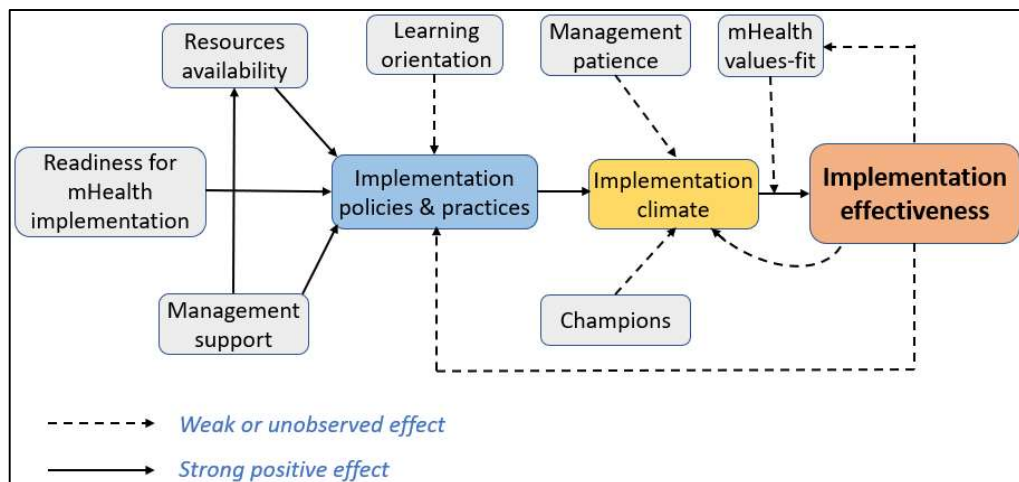 Resources
availability
Learning
orientation
Management
patience
mHealth
values-fit
Readiness for
mHealth
implementation
Implementation
policies & practices
Implementation
climate
Implementation
effectiveness
Management
support
Champions
Weak or unobserved effect
Strong positive effect